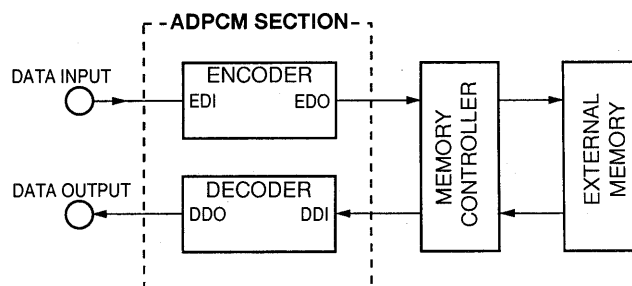 ADPCM SECTION
DATA INPUT
ENCODER
EDI EDO
DATA OUTPUT
DECODER
DDO DDI
MEMORY
CONTROLLER
EXTERNAL
MEMORY